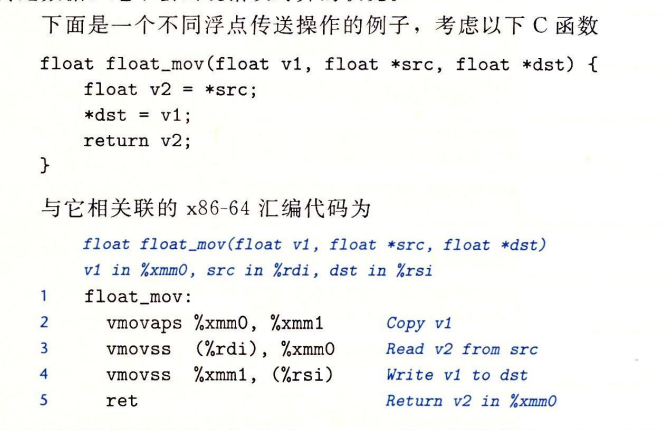 下面是一个不同浮点传送操作的例子，考虑以下 C 函数
float float_mov(float v1, float *src, float *dst) {
    float v2 = *src;
    *dst = v1;
    return v2;
}
与它相关联的 x86-64 汇编代码为
float float_mov(float v1, float *src, float *dst)
v1 in %xmm0, src in %rdi, dst in %rsi
1 float_mov:
2 vmovaps %xmm0, %xmm1 Copy v1
3 vmovss (%rdi), %xmm0 Read v2 from src
4 vmovss %xmm1, (%rsi) Write v1 to dst
5 ret Return v2 in %xmm0